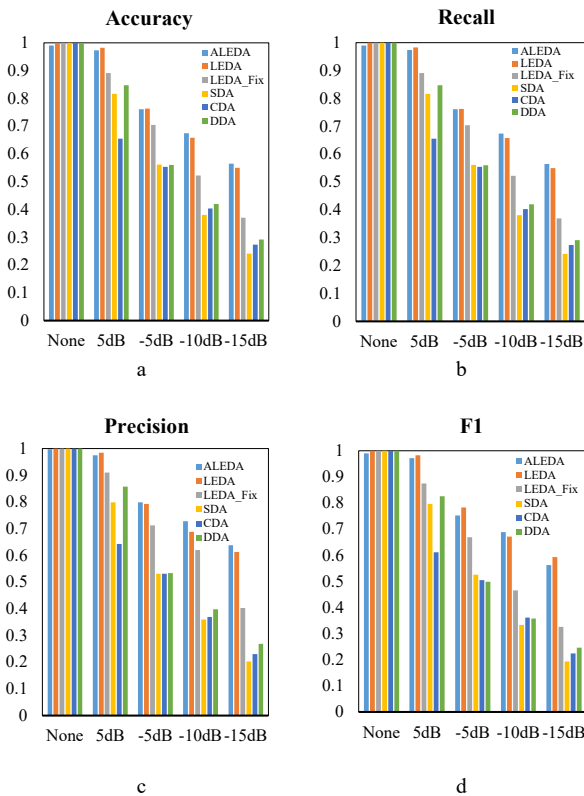 Accuracy
1
0.9
0.8
0.7
0.6
0.5
0.4
0.3
0.2
0.1
0
ALEDA
LEDA
LEDA_Fix
SDA
CDA
DDA
None 5dB -5dB -10dB -15dB
a
Recall
1
0.9
0.8
0.7
0.6
0.5
0.4
0.3
0.2
0.1
0
ALEDA
LEDA
LEDA_Fix
SDA
CDA
DDA
None 5dB -5dB -10dB -15dB
b
Precision
1
0.9
0.8
0.7
0.6
0.5
0.4
0.3
0.2
0.1
0
ALEDA
LEDA
LEDA_Fix
SDA
CDA
DDA
None 5dB -5dB -10dB -15dB
c
F1
1
0.9
0.8
0.7
0.6
0.5
0.4
0.3
0.2
0.1
0
ALEDA
LEDA
LEDA_Fix
SDA
CDA
DDA
None 5dB -5dB -10dB -15dB
d